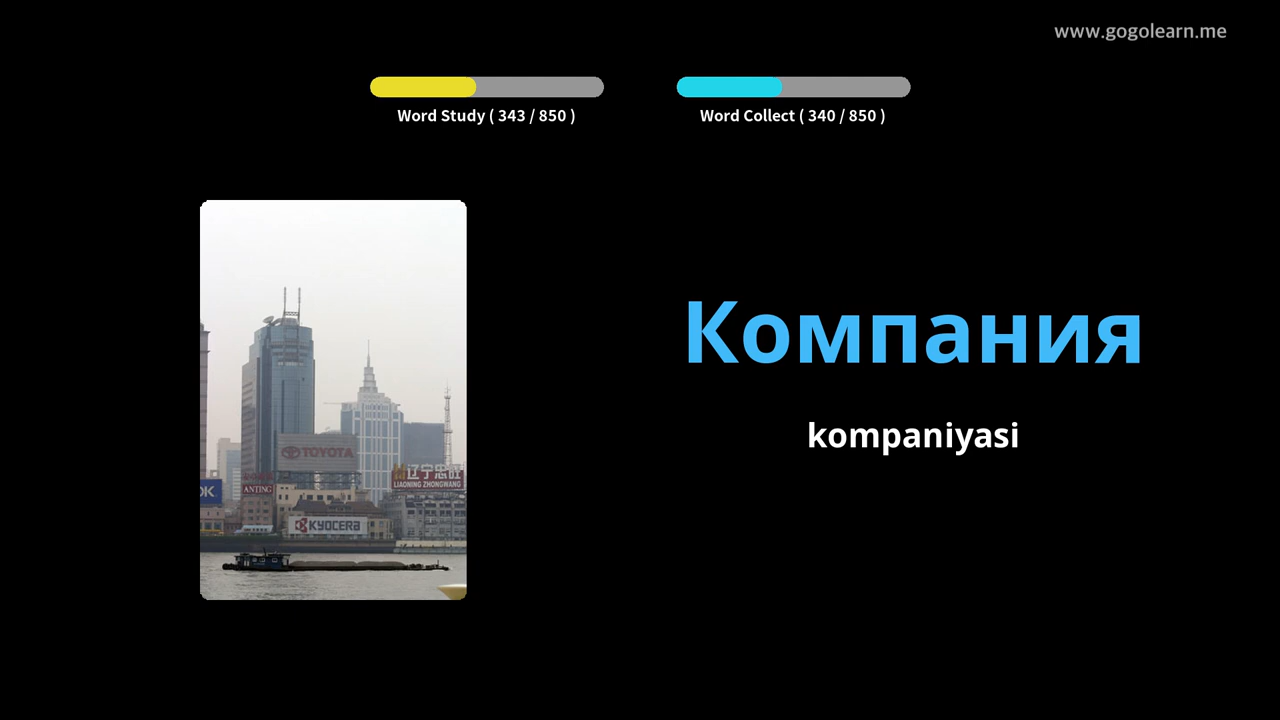 www.gogolearn.me
Word Study ( 343 / 850 )
Word Collect ( 340 / 850 )
Компания
kompaniyasi
TOYOTA
辽宁忠旺
LIAONING ZHONGWANG
ANTING
KYOCERA